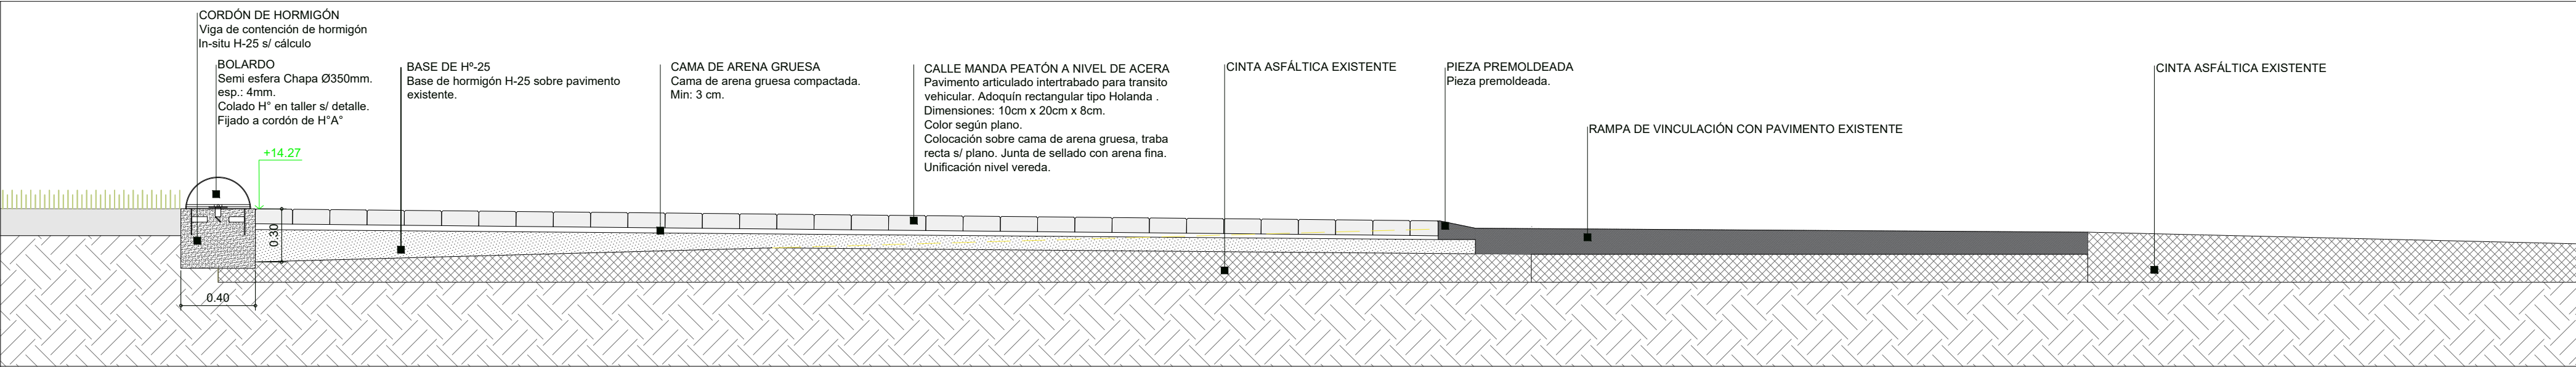 CORDÓN DE HORMIGÓN
Viga de contención de hormigón
In-situ H-25 s/ cálculo
BOLARDO
Semi esfera Chapa Ø350mm.
esp.: 4mm.
Colado H° en taller s/ detalle.
Fijado a cordón de H°A°
BASE DE Hº-25
Base de hormigón H-25 sobre pavimento
existente.
CAMA DE ARENA GRUESA
Cama de arena gruesa compactada.
Min: 3 cm.
CALLE MANDA PEATÓN A NIVEL DE ACERA
Pavimento articulado intertrabado para transito
vehicular. Adoquín rectangular tipo Holanda .
Dimensiones: 10cm x 20cm x 8cm.
Color según plano.
Colocación sobre cama de arena gruesa, traba
recta s/ plano. Junta de sellado con arena fina.
Unificación nivel vereda.
CINTA ASFÁLTICA EXISTENTE
PIEZA PREMOLDEADA
Pieza premoldeada.
RAMPA DE VINCULACIÓN CON PAVIMENTO EXISTENTE
CINTA ASFÁLTICA EXISTENTE
+14.27
0.30
0.40